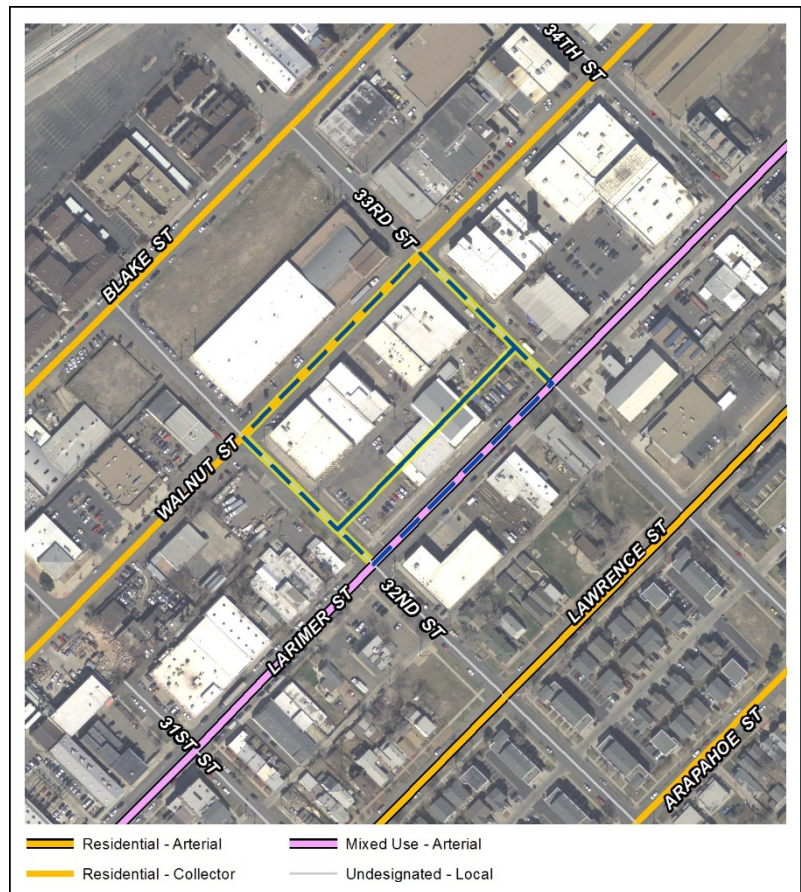 34TH ST
33RD ST
BLAKE ST
WALNUT ST
LAWRENCE ST
32ND ST
LARIMER ST
31ST ST
ARAPAHOE ST
Residential - Arterial
Mixed Use - Arterial
Residential - Collector
Undesignated - Local